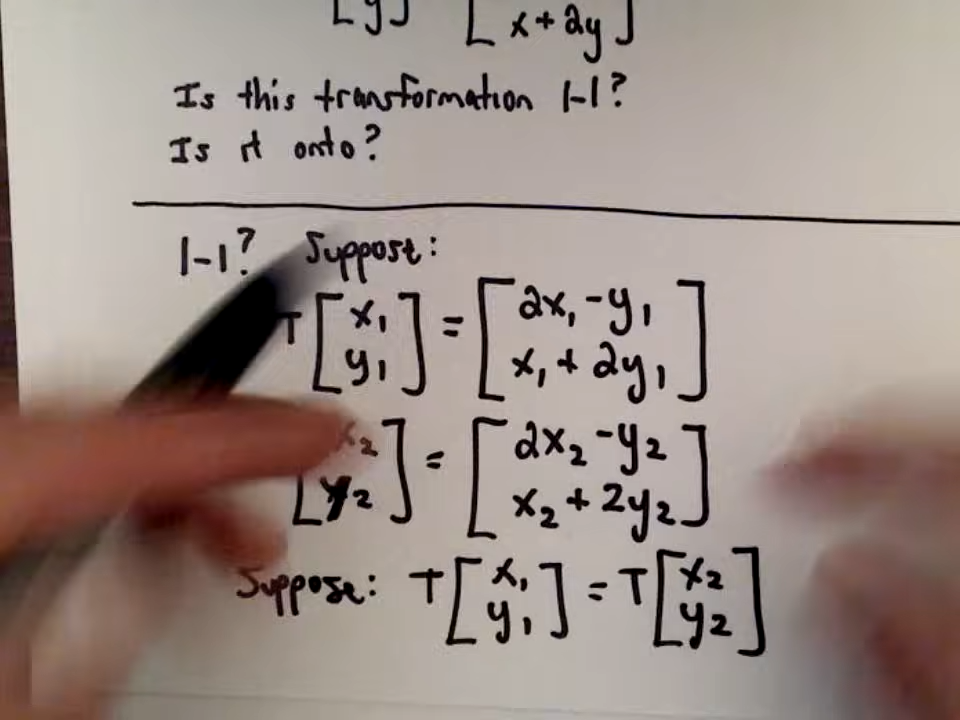 [y] [x+2y]
Is this transformation 1-1?
Is it onto?
1-1? Suppose:
T [x₁ y₁] = [2x₁ - y₁
x₁ + 2y₁]
[x₂ y₂] = [2x₂ - y₂
x₂ + 2y₂]
Suppose: T [x₁ y₁] = T [x₂ y₂]